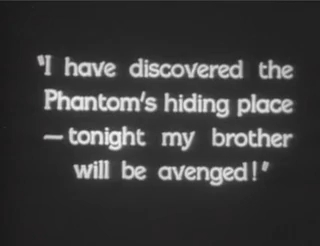 "I have discovered the
Phantom's hiding place
—tonight my brother
will be avenged!"